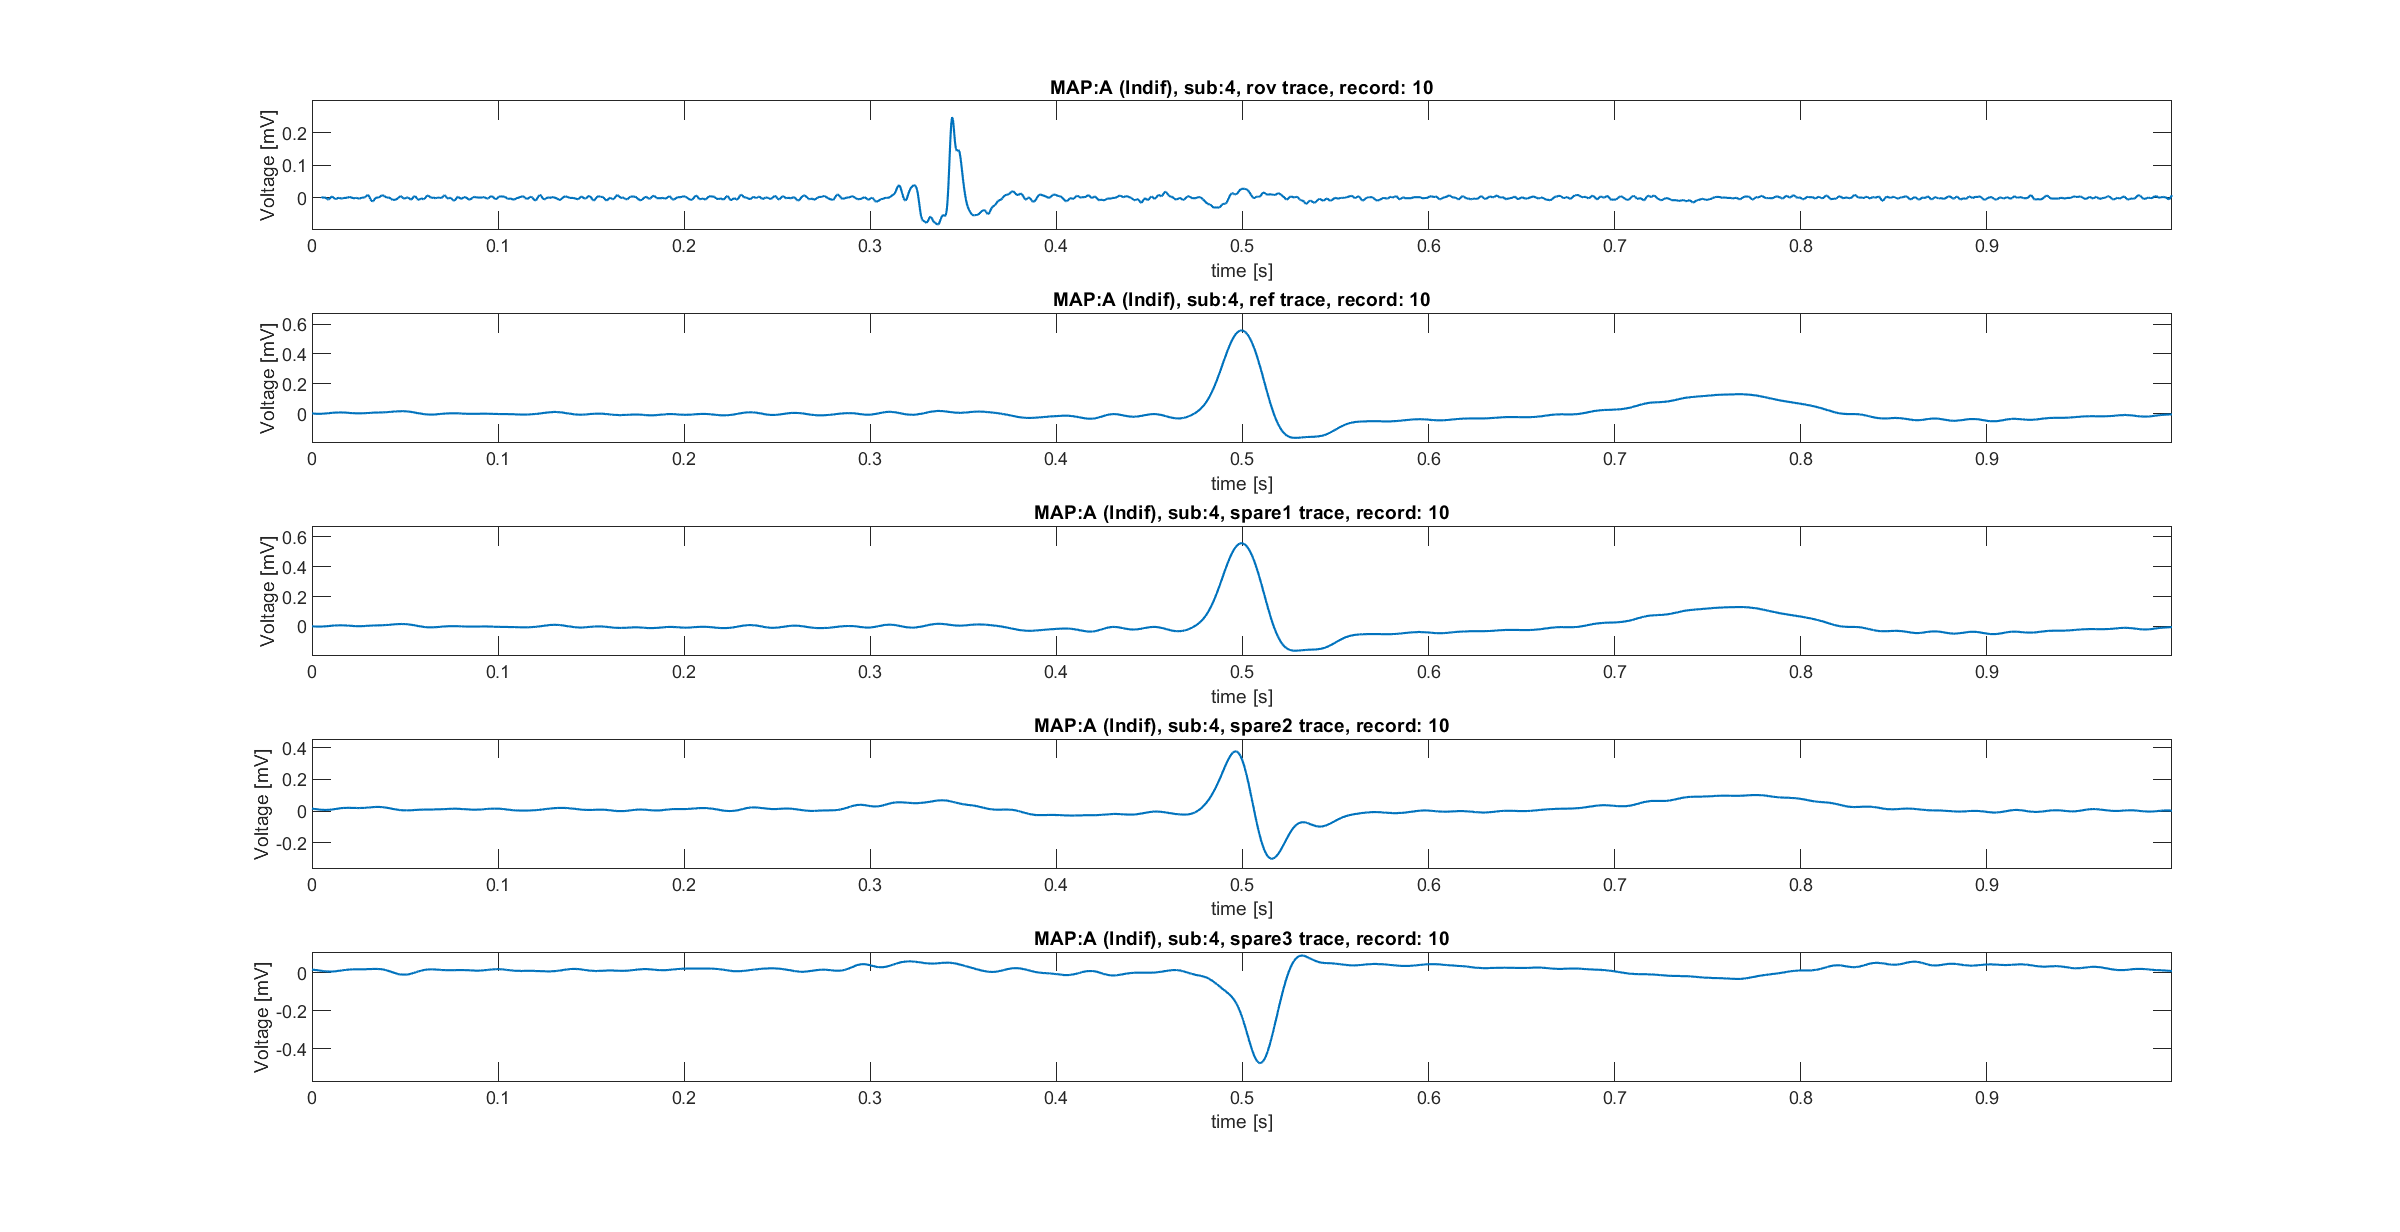 MAP:A (Indif), sub:4, rov trace, record: 10
Voltage [mV]
0.2
0.1
0
0 0.1 0.2 0.3 0.4 0.5 0.6 0.7 0.8 0.9
time [s]
MAP:A (Indif), sub:4, ref trace, record: 10
Voltage [mV]
0.6
0.4
0.2
0
0 0.1 0.2 0.3 0.4 0.5 0.6 0.7 0.8 0.9
time [s]
MAP:A (Indif), sub:4, spare1 trace, record: 10
Voltage [mV]
0.6
0.4
0.2
0
0 0.1 0.2 0.3 0.4 0.5 0.6 0.7 0.8 0.9
time [s]
MAP:A (Indif), sub:4, spare2 trace, record: 10
Voltage [mV]
0.4
0.2
0
-0.2
0 0.1 0.2 0.3 0.4 0.5 0.6 0.7 0.8 0.9
time [s]
MAP:A (Indif), sub:4, spare3 trace, record: 10
Voltage [mV]
0
-0.2
-0.4
0 0.1 0.2 0.3 0.4 0.5 0.6 0.7 0.8 0.9
time [s]